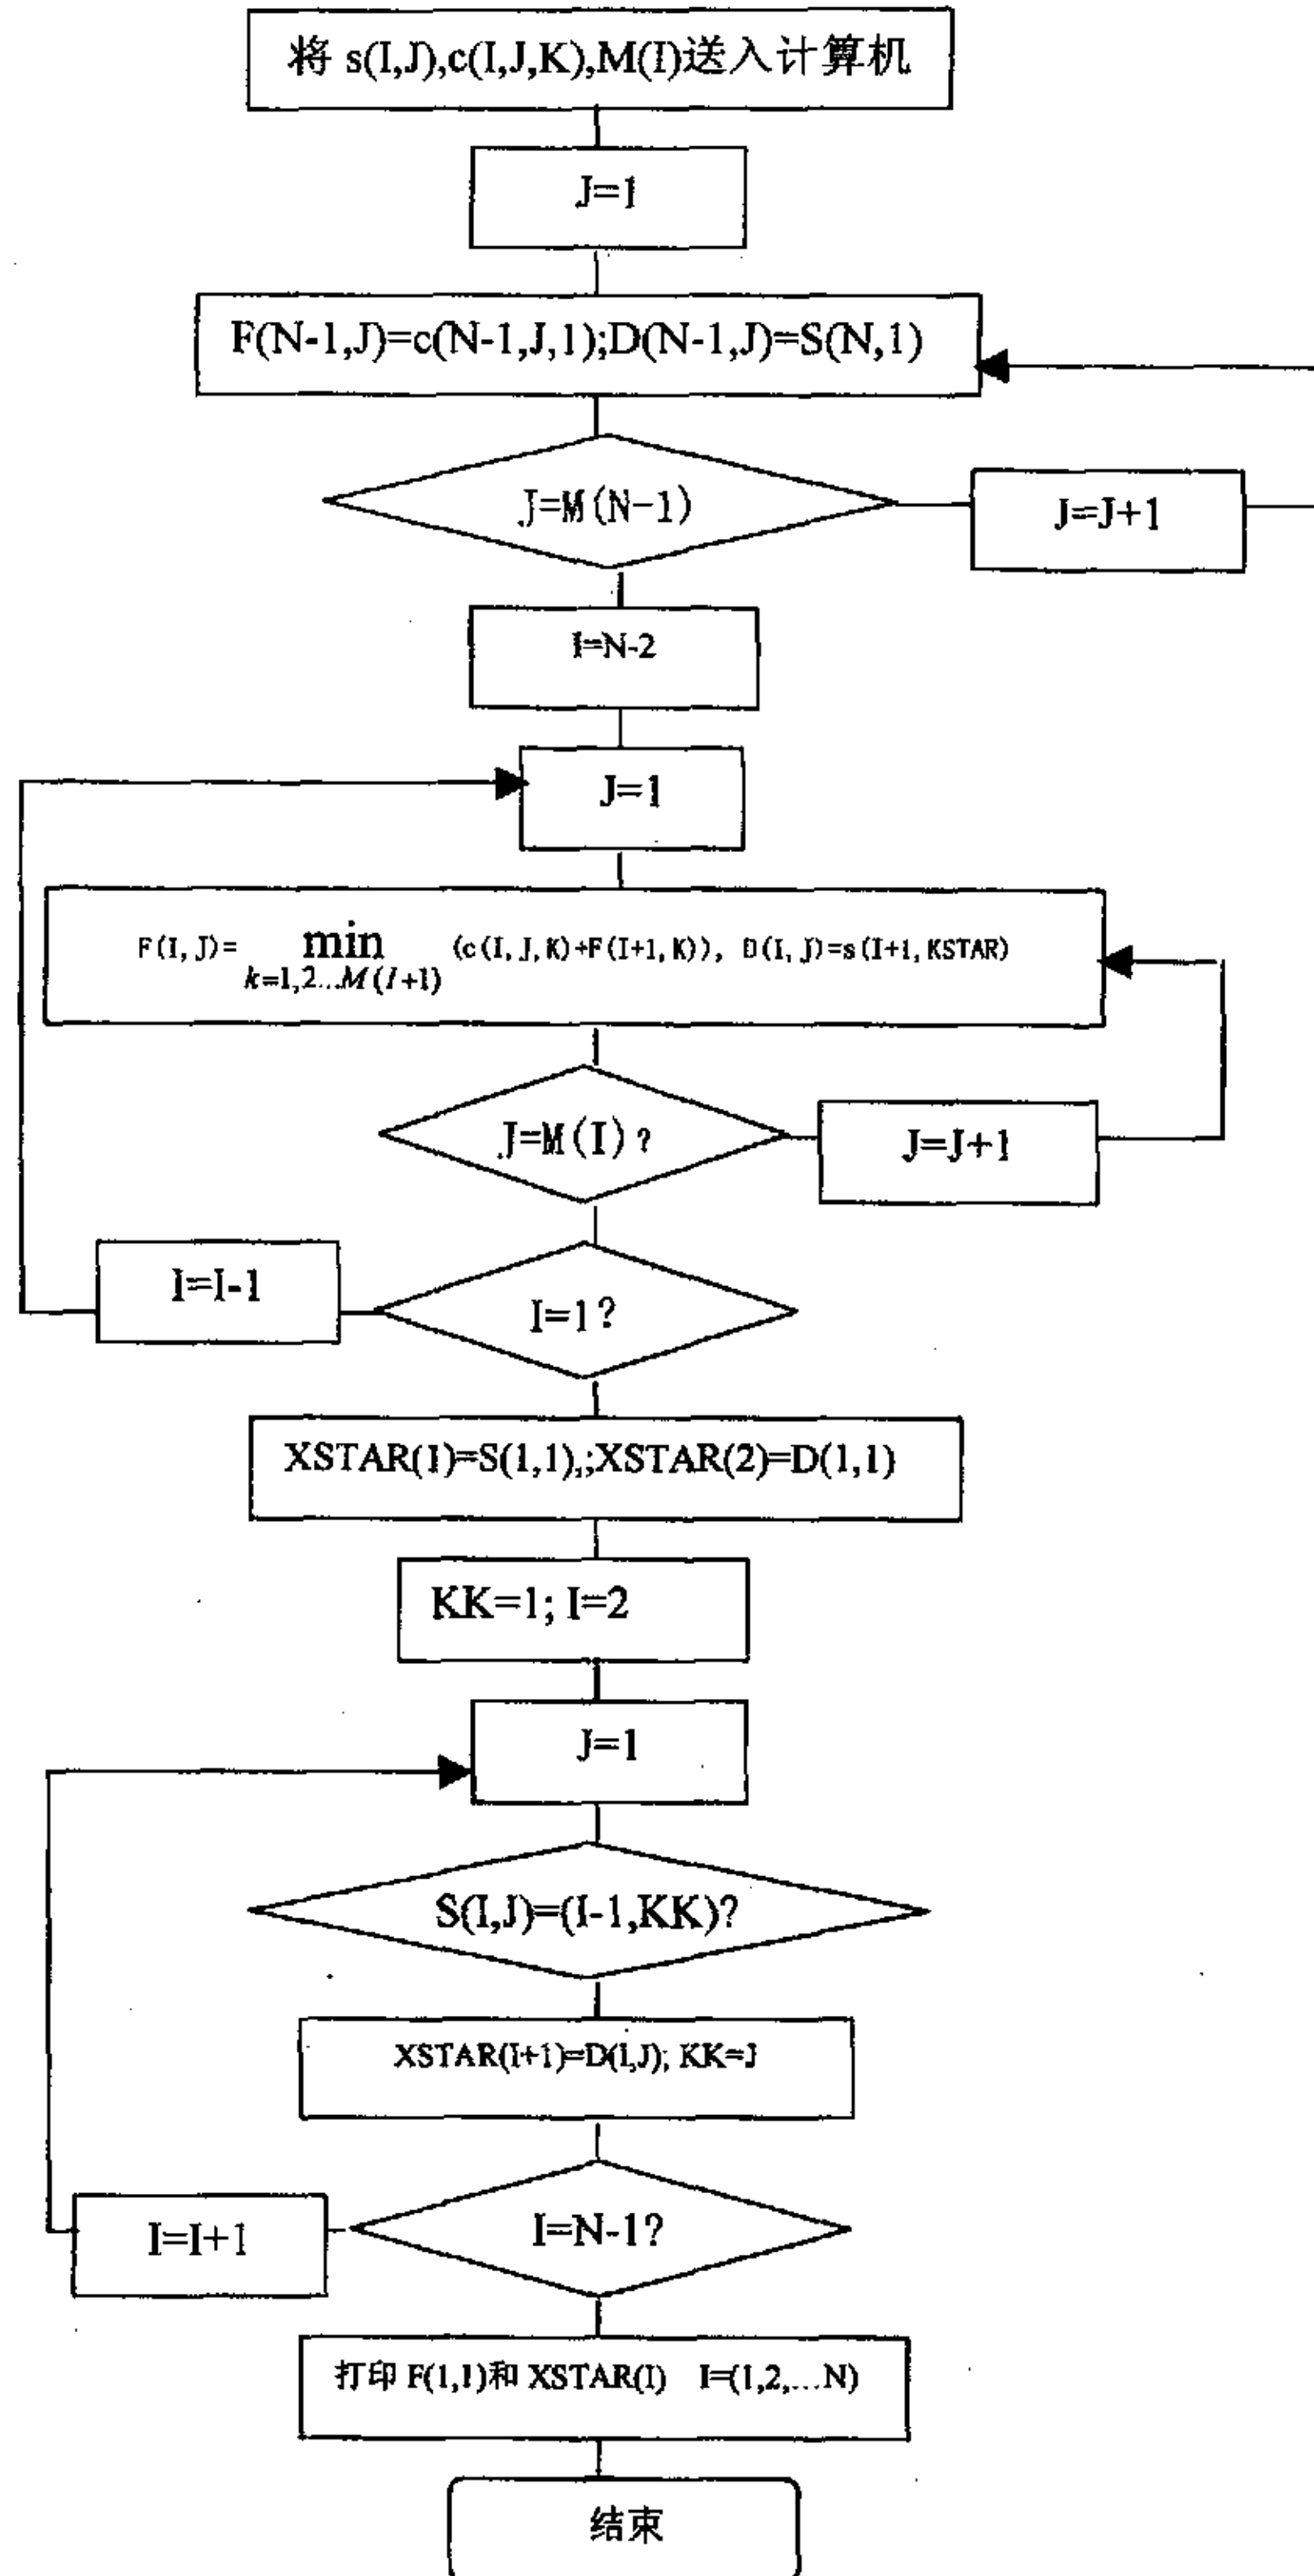 将 s(I,J),c(I,J,K),M(I)送入计算机
J=1
F(N-1,J)=c(N-1,J,1);D(N-1,J)=S(N,1)
J=M(N-1)
J=J+1
I=N-2
J=1
F(I,J)= min (c(I,J,K)+F(I+1,K)), D(I,J)=s(I+1,KSTAR)
k=1,2...M(I+1)
J=M(I)?
J=J+1
I=I-1
I=1?
XSTAR(1)=S(1,1),;XSTAR(2)=D(1,1)
KK=1; I=2
J=1
S(I,J)=(I-1,KK)?
XSTAR(I+1)=D(I,J); KK=J
I=I+1
I=N-1?
打印 F(1,1)和 XSTAR(I) I=(1,2,...N)
结束